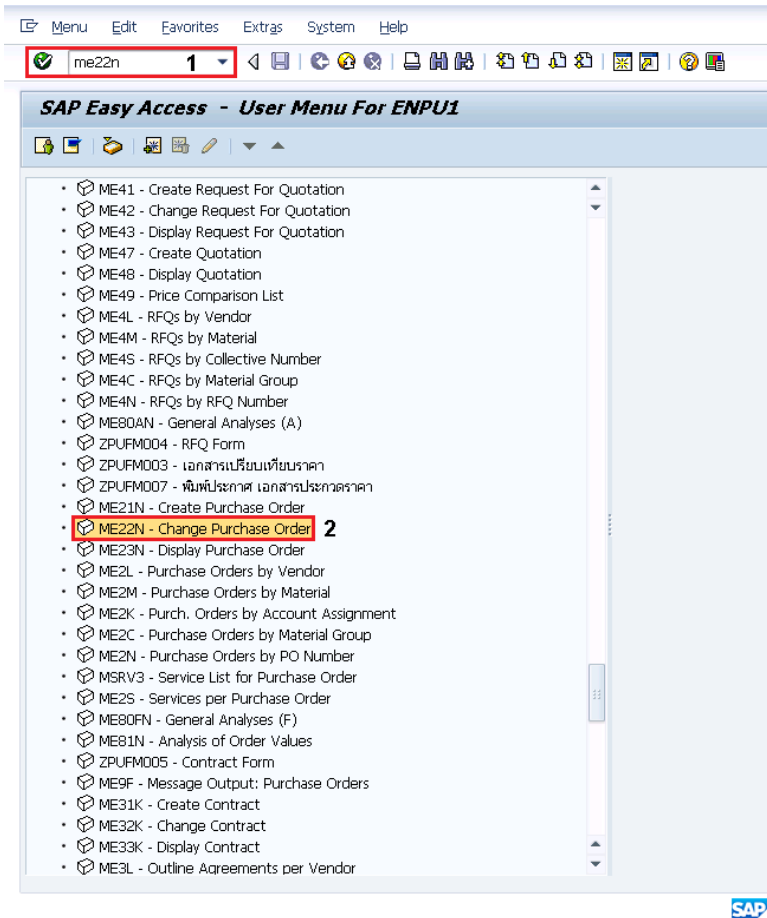 Menu Edit Favorites Extras System Help
me22n 1
SAP Easy Access - User Menu For ENPU1
ME41 - Create Request For Quotation
ME42 - Change Request For Quotation
ME43 - Display Request For Quotation
ME47 - Create Quotation
ME48 - Display Quotation
ME49 - Price Comparison List
ME4L - RFQs by Vendor
ME4M - RFQs by Material
ME4S - RFQs by Collective Number
ME4C - RFQs by Material Group
ME4N - RFQs by RFQ Number
ME80AN - General Analyses (A)
ZPUFM004 - RFQ Form
ZPUFM003 - เอกสารเปรียบเทียบราคา
ZPUFM007 - พิมพ์ประกาศ เอกสารประกวดราคา
ME21N - Create Purchase Order
ME22N - Change Purchase Order 2
ME23N - Display Purchase Order
ME2L - Purchase Orders by Vendor
ME2M - Purchase Orders by Material
ME2K - Purch. Orders by Account Assignment
ME2C - Purchase Orders by Material Group
ME2N - Purchase Orders by PO Number
MSRV3 - Service List for Purchase Order
ME2S - Services per Purchase Order
ME80FN - General Analyses (F)
ME81N - Analysis of Order Values
ZPUFM005 - Contract Form
ME9F - Message Output: Purchase Orders
ME31K - Create Contract
ME32K - Change Contract
ME33K - Display Contract
ME3L - Outline Agreements per Vendor
SAP